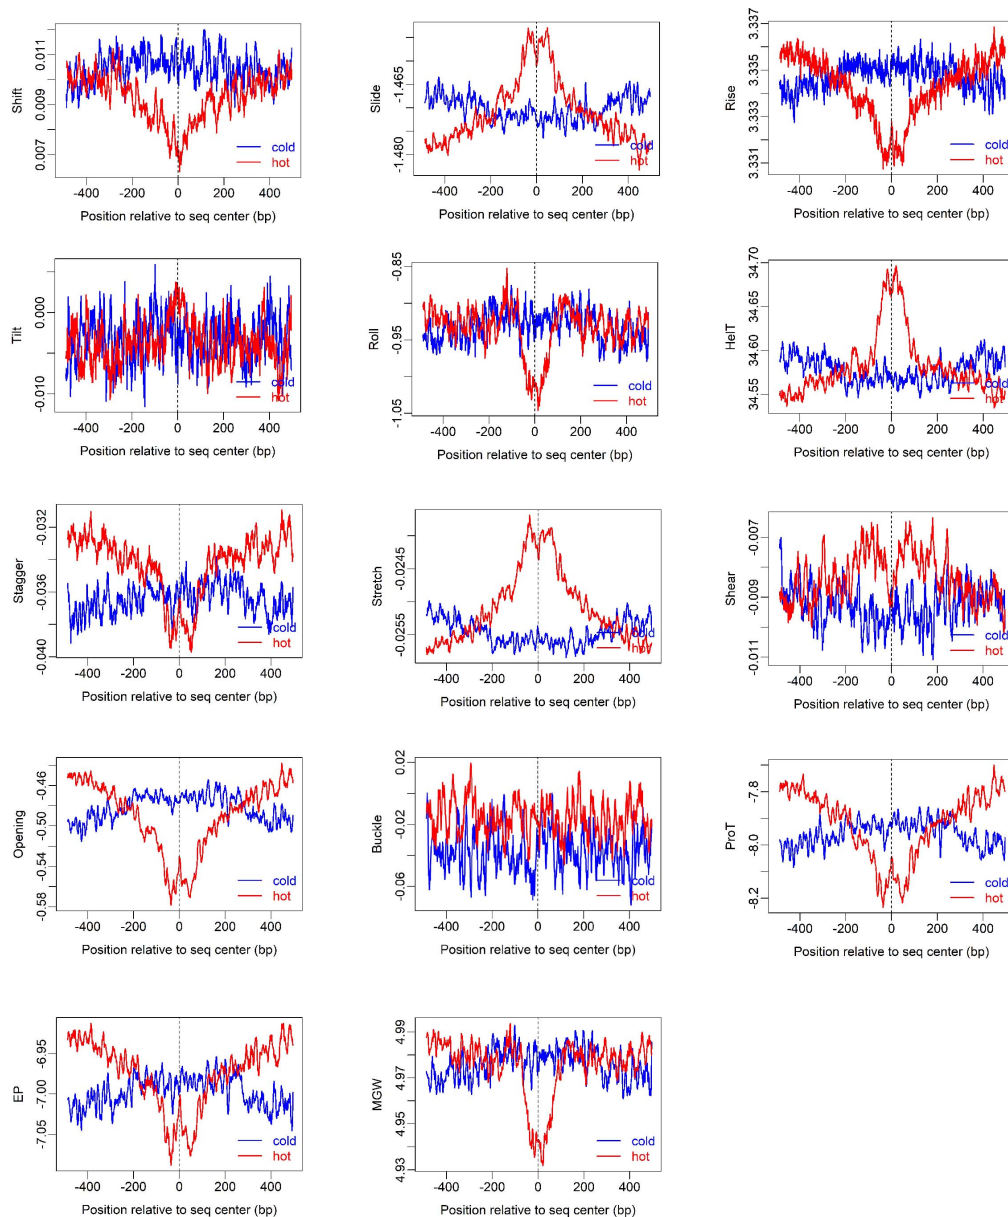 Shift
0.011
0.009
0.007
cold
hot
-400 -200 0 200 400
Position relative to seq center (bp)
Slide
-1.465
-1.480
cold
hot
-400 -200 0 200 400
Position relative to seq center (bp)
Rise
3.337
3.335
3.333
3.331
cold
hot
-400 -200 0 200 400
Position relative to seq center (bp)
Tilt
0.000
-0.010
cold
hot
-400 -200 0 200 400
Position relative to seq center (bp)
Roll
-0.85
-0.95
-1.05
cold
hot
-400 -200 0 200 400
Position relative to seq center (bp)
HelT
34.70
34.65
34.60
34.55
cold
hot
-400 -200 0 200 400
Position relative to seq center (bp)
Stagger
-0.032
-0.036
-0.040
cold
hot
-400 -200 0 200 400
Position relative to seq center (bp)
Stretch
-0.0245
-0.0255
cold
hot
-400 -200 0 200 400
Position relative to seq center (bp)
Shear
-0.007
-0.009
-0.011
cold
hot
-400 -200 0 200 400
Position relative to seq center (bp)
Opening
-0.46
-0.50
-0.54
-0.58
cold
hot
-400 -200 0 200 400
Position relative to seq center (bp)
Buckle
0.02
-0.02
-0.06
cold
hot
-400 -200 0 200 400
Position relative to seq center (bp)
ProT
-7.8
-8.0
-8.2
cold
hot
-400 -200 0 200 400
Position relative to seq center (bp)
EP
-6.95
-7.00
-7.05
cold
hot
-400 -200 0 200 400
Position relative to seq center (bp)
MGW
4.99
4.97
4.95
4.93
cold
hot
-400 -200 0 200 400
Position relative to seq center (bp)